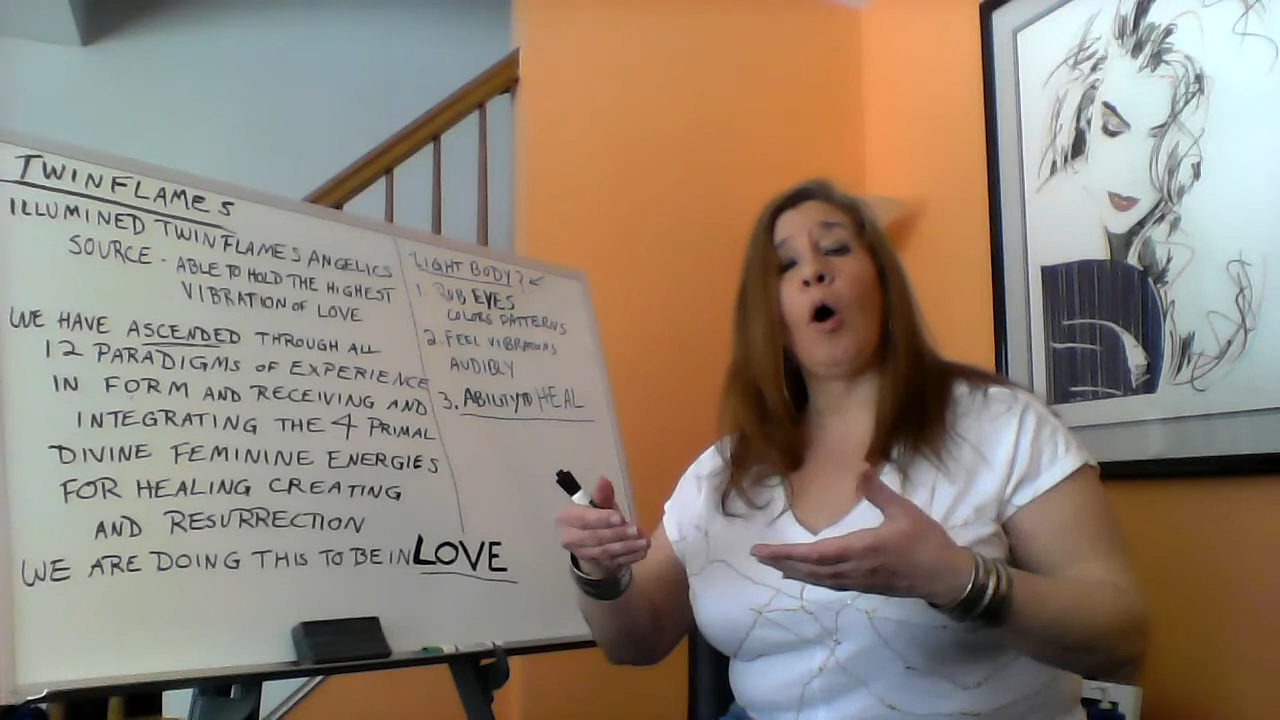 TWINFLAMES
ILLUMINED TWINFLAMES ANGELICS
SOURCE - ABLE TO HOLD THE HIGHEST
VIBRATION OF LOVE
WE HAVE ASCENDED THROUGH ALL
12 PARADIGMS OF EXPERIENCE
IN FORM AND RECEIVING AND
INTEGRATING THE 4 PRIMAL
DIVINE FEMININE ENERGIES
FOR HEALING CREATING
AND RESURRECTION
WE ARE DOING THIS TO BE IN LOVE
LIGHT BODY?
1. RUB EYES
COLORS PATTERNS
2. FEEL VIBRATIONS
AUDIBLY
3. ABILITY TO HEAL